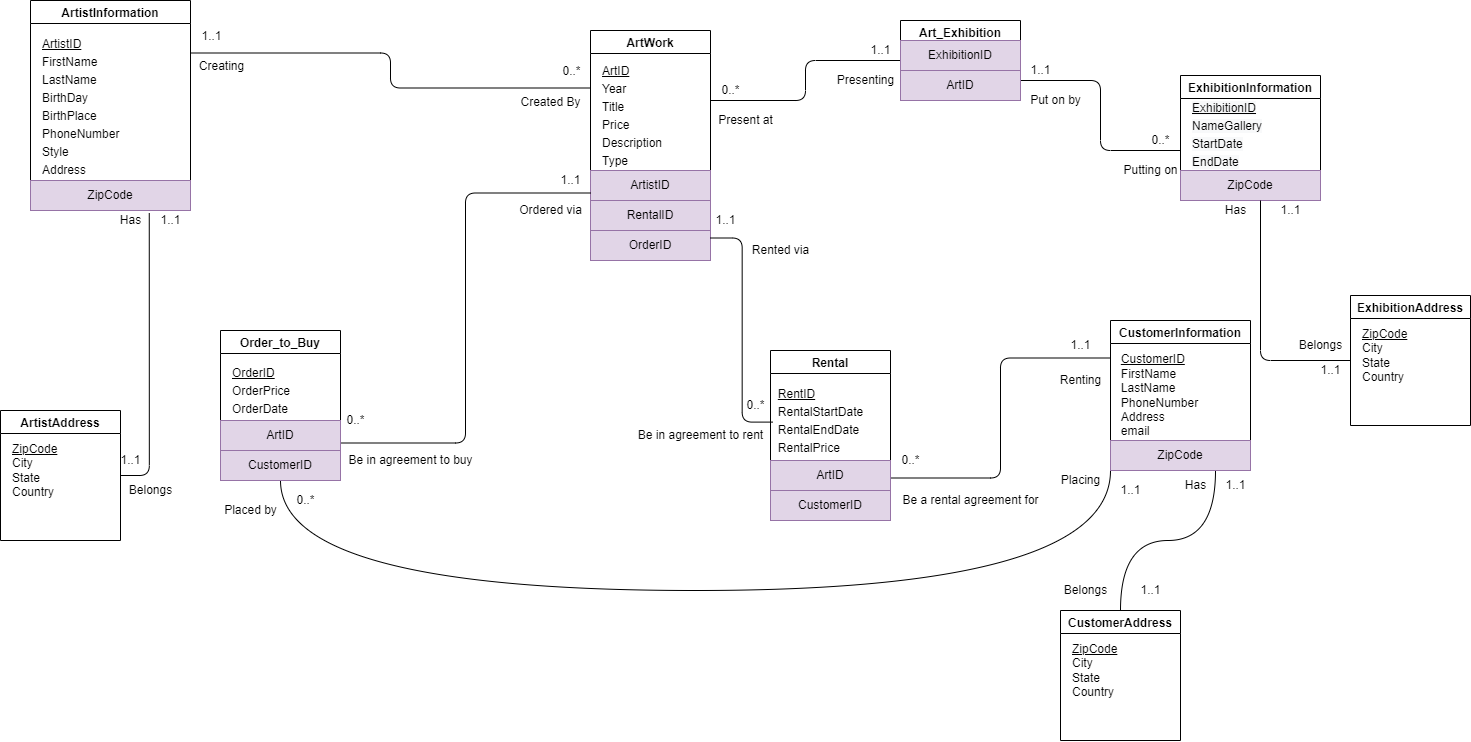 ArtistInformation
ArtistID
FirstName
LastName
BirthDay
BirthPlace
PhoneNumber
Style
Address
ZipCode
1..1
Creating
0..*
Created By
ArtWork
ArtID
Year
Title
Price
Description
Type
ArtistID
RentalID
OrderID
0..*
Present at
1..1
Presenting
Art_Exhibition
ExhibitionID
ArtID
1..1
Put on by
0..*
Putting on
ExhibitionInformation
ExhibitionID
NameGallery
StartDate
EndDate
ZipCode
Has
1..1
Belongs
1..1
ExhibitionAddress
ZipCode
City
State
Country
Has
1..1
1..1
Belongs
ArtistAddress
ZipCode
City
State
Country
1..1
Ordered via
1..1
Rented via
Order_to_Buy
OrderID
OrderPrice
OrderDate
ArtID
CustomerID
0..*
Be in agreement to buy
Placed by
0..*
0..*
Be in agreement to rent
Rental
RentID
RentalStartDate
RentalEndDate
RentalPrice
ArtID
CustomerID
0..*
Be a rental agreement for
1..1
Renting
CustomerInformation
CustomerID
FirstName
LastName
PhoneNumber
Address
email
ZipCode
Placing
1..1
Has
1..1
Belongs
1..1
CustomerAddress
ZipCode
City
State
Country